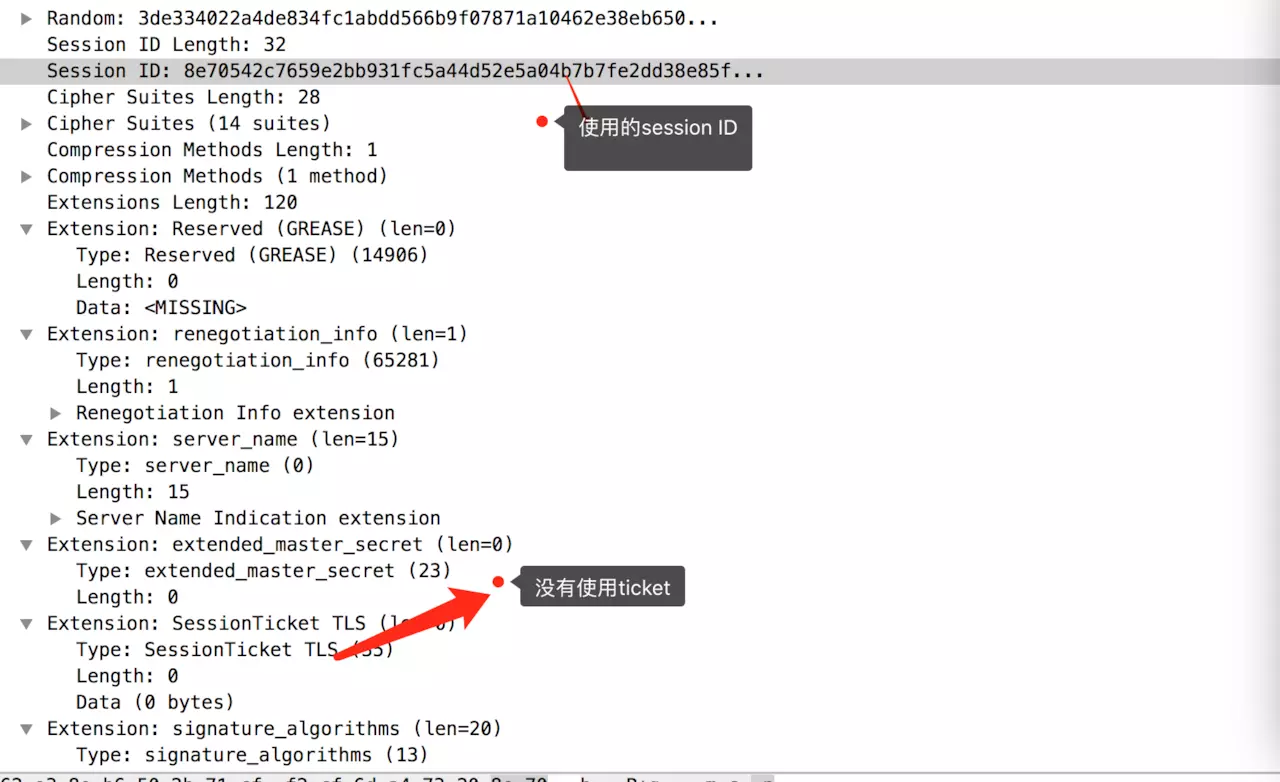 Random: 3de334022a4de834fc1abdd566b9f07871a10462e38eb650...
Session ID Length: 32
Session ID: 8e70542c7659e2bb931fc5a44d52e5a04b7b7fe2dd38e85f...
Cipher Suites Length: 28
Cipher Suites (14 suites)
使用的session ID
Compression Methods Length: 1
Compression Methods (1 method)
Extensions Length: 120
Extension: Reserved (GREASE) (len=0)
Type: Reserved (GREASE) (14906)
Length: 0
Data: <MISSING>
Extension: renegotiation_info (len=1)
Type: renegotiation_info (65281)
Length: 1
Renegotiation Info extension
Extension: server_name (len=15)
Type: server_name (0)
Length: 15
Server Name Indication extension
Extension: extended_master_secret (len=0)
Type: extended_master_secret (23)
没有使用ticket
Length: 0
Extension: SessionTicket TLS (len=0)
Type: SessionTicket TLS (35)
Length: 0
Data (0 bytes)
Extension: signature_algorithms (len=20)
Type: signature_algorithms (13)